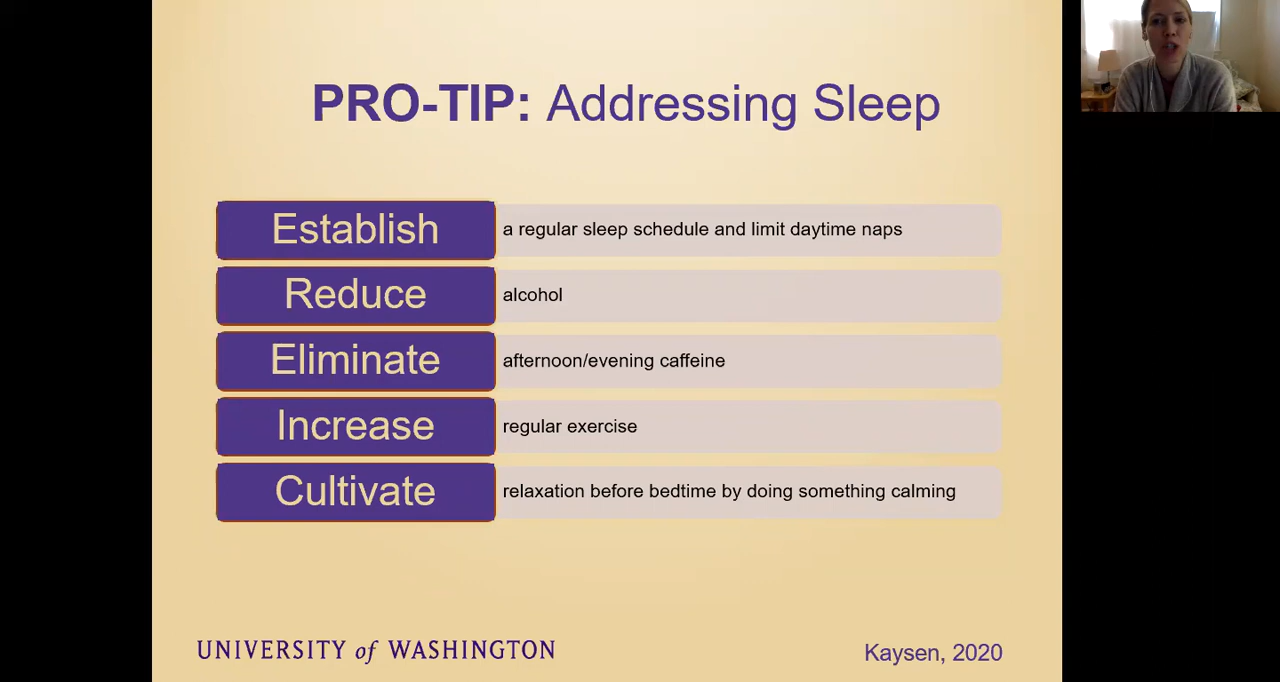 PRO-TIP: Addressing Sleep
Establish a regular sleep schedule and limit daytime naps
Reduce alcohol
Eliminate afternoon/evening caffeine
Increase regular exercise
Cultivate relaxation before bedtime by doing something calming
UNIVERSITY of WASHINGTON
Kaysen, 2020